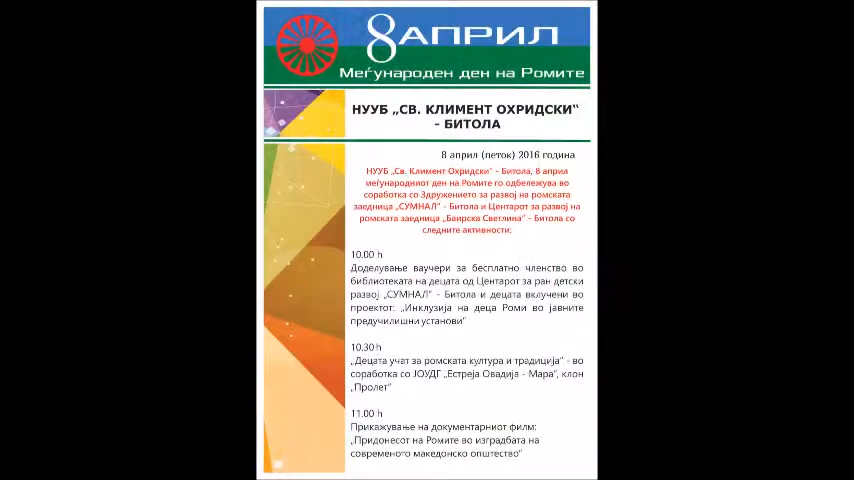 8 АПРИЛ
Меѓународен ден на Ромите
НУУБ „СВ. КЛИМЕНТ ОХРИДСКИ“
- БИТОЛА
8 април (петок) 2016 година
НУУБ „Св. Климент Охридски“ - Битола, 8 април
меѓународниот ден на Ромите го одбележува во
соработка со Здружението за развој на ромската
заедница „СУМНАЛ“ - Битола и Центарот за развој на
ромската заедница „Баирска Светлина“ - Битола со
следните активности:
10.00 h
Доделување ваучери за бесплатно членство во
библиотеката на децата од Центарот за ран детски
развој „СУМНАЛ“ - Битола и децата вклучени во
проектот: „Инклузија на деца Роми во јавните
предучилишни установи“
10.30 h
„Децата учат за ромската култура и традиција“ - во
соработка со ЈОУДГ „Естреја Овадија - Мара“, клон
„Пролет“
11.00 h
Прикажување на документарниот филм:
„Придонесот на Ромите во изградбата на
современото македонско општество“